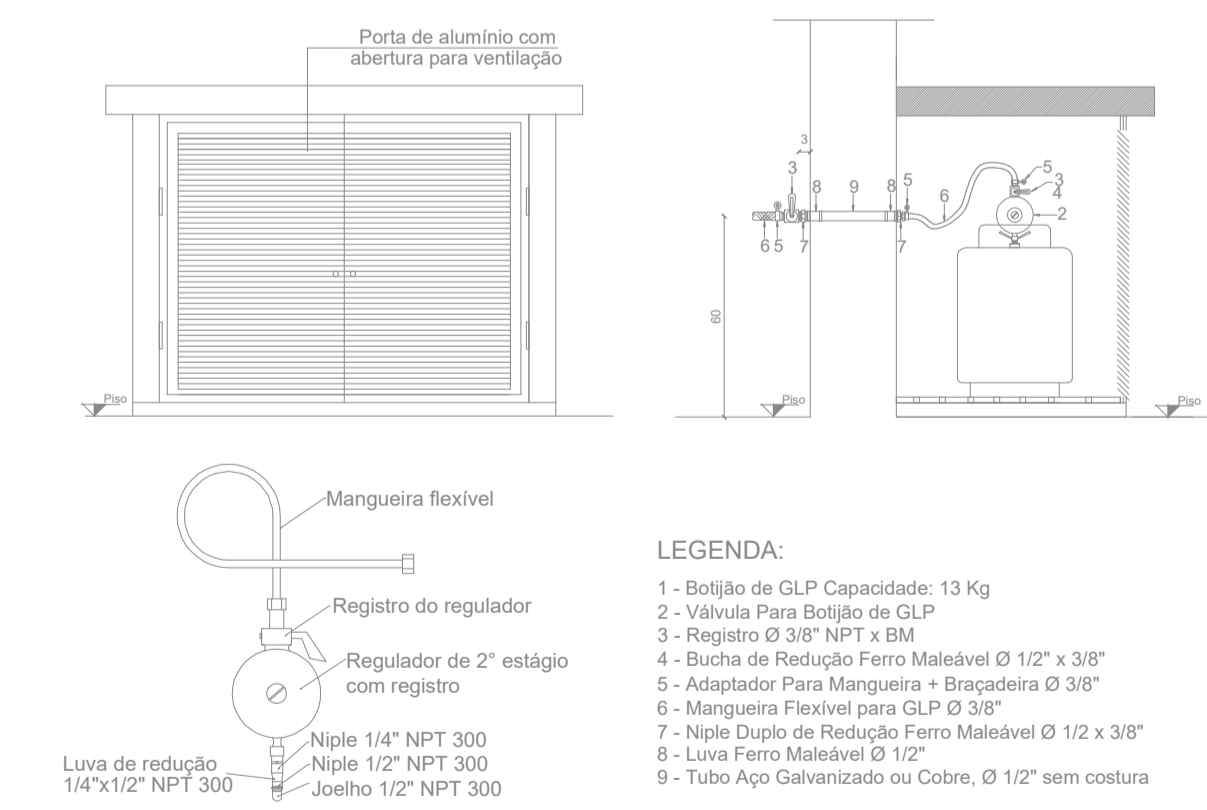 Porta de alumínio com
abertura para ventilação
Piso
3
3
8
9
8
5
6
5
3
4
2
6
5
7
7
60
Piso
Piso
Mangueira flexível
Registro do regulador
Regulador de 2° estágio
com registro
Niple 1/4" NPT 300
Niple 1/2" NPT 300
Joelho 1/2" NPT 300
Luva de redução
1/4"x1/2" NPT 300
LEGENDA:
1 - Botijão de GLP Capacidade: 13 Kg
2 - Válvula Para Botijão de GLP
3 - Registro Ø 3/8" NPT x BM
4 - Bucha de Redução Ferro Maleável Ø 1/2" x 3/8"
5 - Adaptador Para Mangueira + Braçadeira Ø 3/8"
6 - Mangueira Flexível para GLP Ø 3/8"
7 - Niple Duplo de Redução Ferro Maleável Ø 1/2 x 3/8"
8 - Luva Ferro Maleável Ø 1/2"
9 - Tubo Aço Galvanizado ou Cobre, Ø 1/2" sem costura